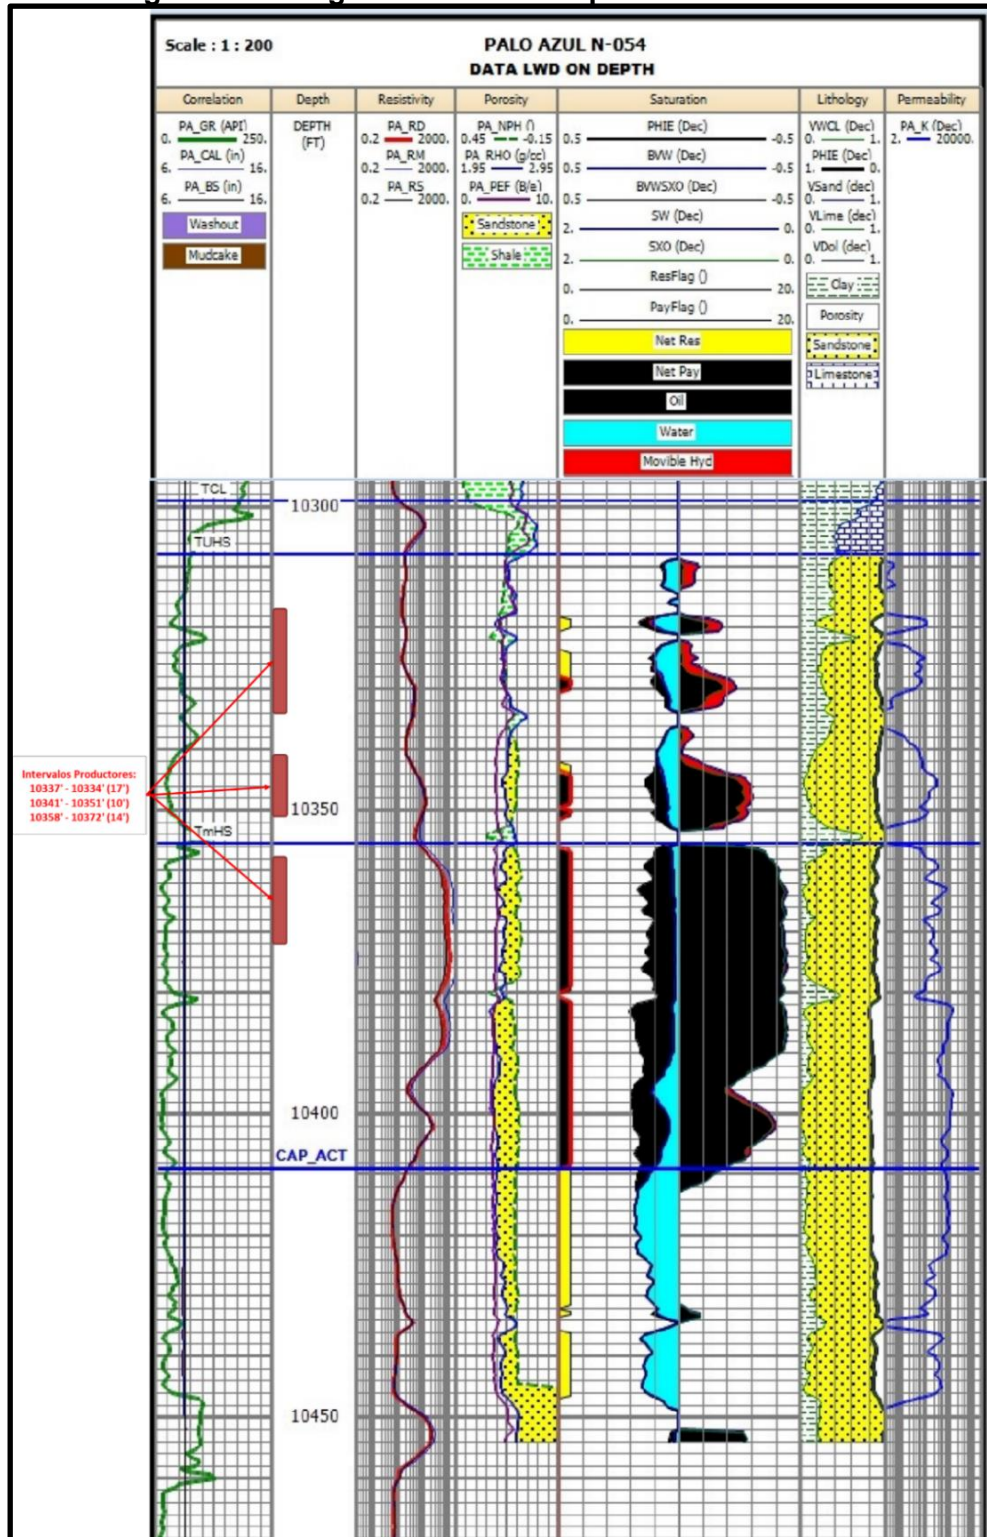 Scale : 1 : 200
PALO AZUL N-054
DATA LWD ON DEPTH
Correlation Depth Resistivity Porosity Saturation Lithology Permeability
PA_GR (API)
0. 250.
PA_CAL (in)
6. 16.
PA_BS (in)
6. 16.
Washout
Mudcake
DEPTH
(FT)
PA_RD
0.2 2000.
PA_RM
0.2 2000.
PA_RS
0.2 2000.
PA_NPH ()
0.45 -0.15
PA_RHO (g/cc)
1.95 2.95
PA_PEF (B/e)
0. 10.
Sandstone
Shale
PHIE (Dec)
0.5 -0.5
BVW (Dec)
0.5 -0.5
BVWSXO (Dec)
0.5 -0.5
SW (Dec)
2. 0.
SXO (Dec)
2. 0.
ResFlag ()
0. 20.
PayFlag ()
0. 20.
Net Res
Net Pay
Oil
Water
Movible Hyd
VWCL (Dec)
0. 1.
PHIE (Dec)
1. 0.
VSand (dec)
0. 1.
VLime (dec)
0. 1.
VDol (dec)
0. 1.
Clay
Porosity
Sandstone
Limestone
PA_K (Dec)
2. 20000.
TCL
10300
TUHS
Intervalos Productores:
10337' - 10334' (17')
10341' - 10351' (10')
10358' - 10372' (14')
10350
TmHS
10400
CAP_ACT
10450